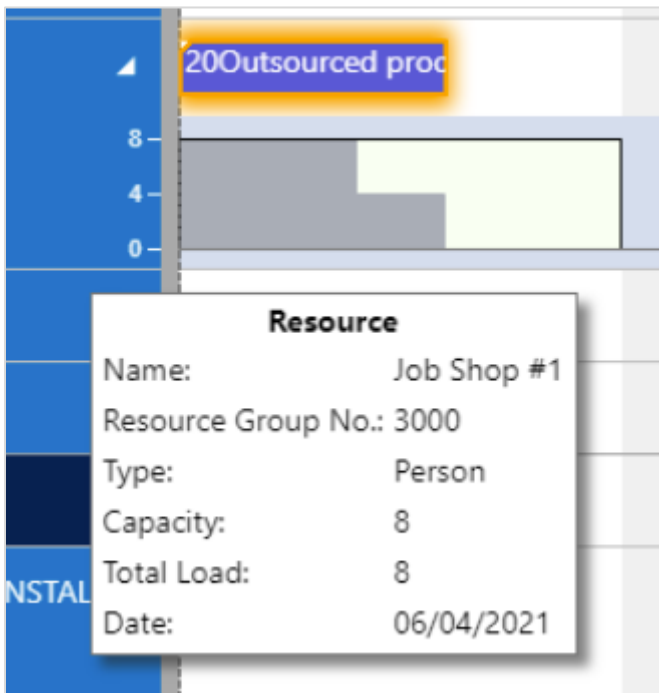 20Outsourced proc
8
4
0
Resource
Name: Job Shop #1
Resource Group No.: 3000
Type: Person
Capacity: 8
Total Load: 8
Date: 06/04/2021
NSTAL